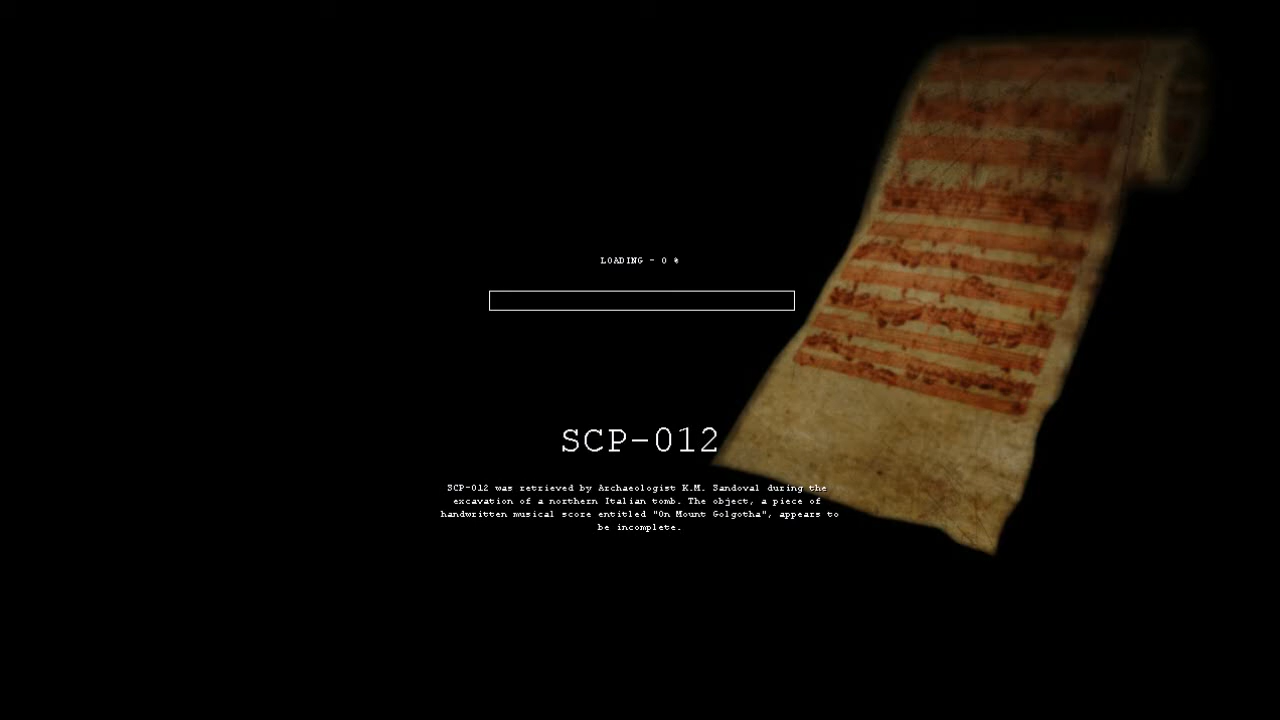 LOADING - 0 %
SCP-012
SCP-012 was retrieved by Archaeologist K.M. Sandoval during the
excavation of a northern Italian tomb. The object, a piece of
handwritten musical score entitled "On Mount Golgotha", appears to
be incomplete.